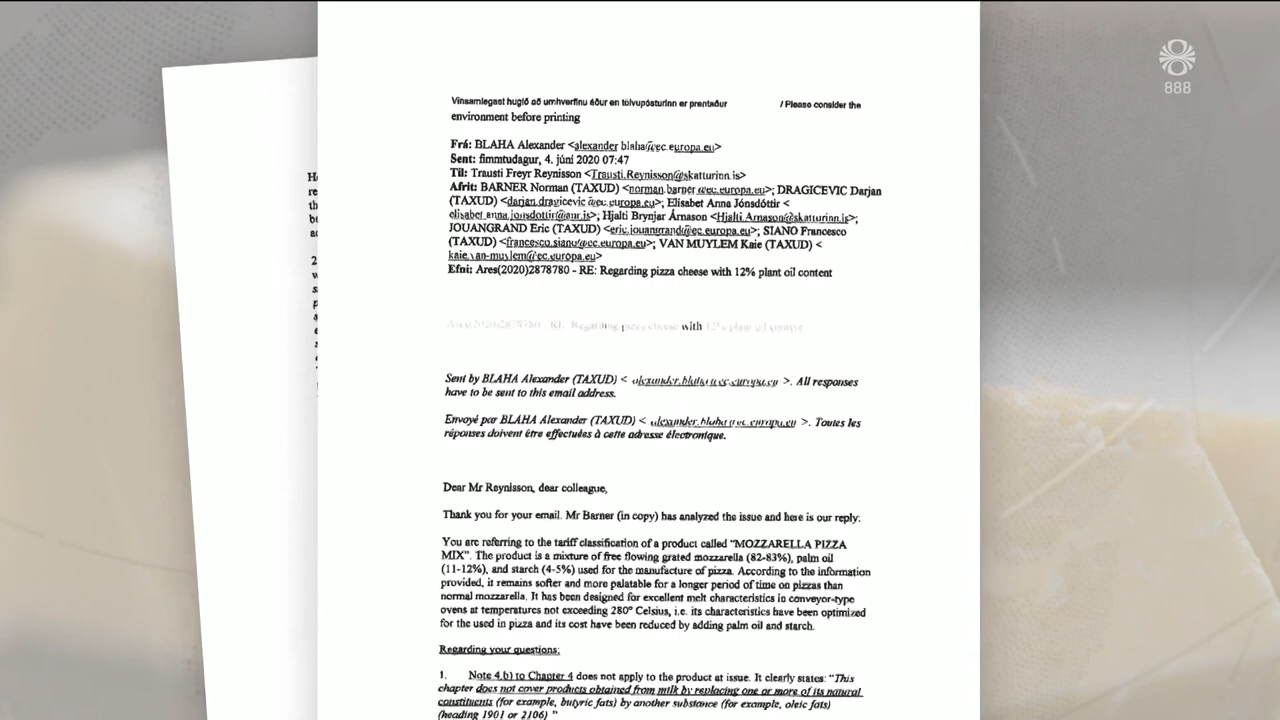 888
Vinsamlegast hugið að umhverfinu áður en tölvupósturinn er prentaður / Please consider the
environment before printing
Frá: BLAHA Alexander <alexander.blaha@ec.europa.eu>
Sent: fimmtudagur, 4. júní 2020 07:47
Til: Trausti Freyr Reynisson <Trausti.Reynisson@skatturinn.is>
Afrit: BARNER Norman (TAXUD) <norman.barner@ec.europa.eu>; DRAGICEVIC Darjan
(TAXUD) <darjan.dragicevic@ec.europa.eu>; Elísabet Anna Jónsdóttir <
elisabet.anna.jonsdottir@anr.is>; Hjalti Brynjar Árnason <Hjalti.Arnason@skatturinn.is>;
JOUANGRAND Eric (TAXUD) <eric.jouangrand@ec.europa.eu>; SIANO Francesco
(TAXUD) <francesco.siano@ec.europa.eu>; VAN MUYLEM Kaie (TAXUD) <
kaie.van-muylem@ec.europa.eu>
Efni: Ares(2020)2878780 - RE: Regarding pizza cheese with 12% plant oil content
Ares(2020)2878780 - RE: Regarding pizza cheese with 12% plant oil content
Sent by BLAHA Alexander (TAXUD) < alexander.blaha@ec.europa.eu >. All responses
have to be sent to this email address.
Envoyé par BLAHA Alexander (TAXUD) < alexander.blaha@ec.europa.eu >. Toutes les
réponses doivent être effectuées à cette adresse électronique.
Dear Mr Reynisson, dear colleague,
Thank you for your email. Mr Barner (in copy) has analyzed the issue and here is our reply:
You are referring to the tariff classification of a product called "MOZZARELLA PIZZA
MIX". The product is a mixture of free flowing grated mozzarella (82-83%), palm oil
(11-12%), and starch (4-5%) used for the manufacture of pizza. According to the information
provided, it remains softer and more palatable for a longer period of time on pizzas than
normal mozzarella. It has been designed for excellent melt characteristics in conveyor-type
ovens at temperatures not exceeding 280° Celsius, i.e. its characteristics have been optimized
for the used in pizza and its cost have been reduced by adding palm oil and starch.
Regarding your questions:
1. Note 4.b) to Chapter 4 does not apply to the product at issue. It clearly states: "This
chapter does not cover products obtained from milk by replacing one or more of its natural
constituents (for example, butyric fats) by another substance (for example, oleic fats)
(heading 1901 or 2106) "